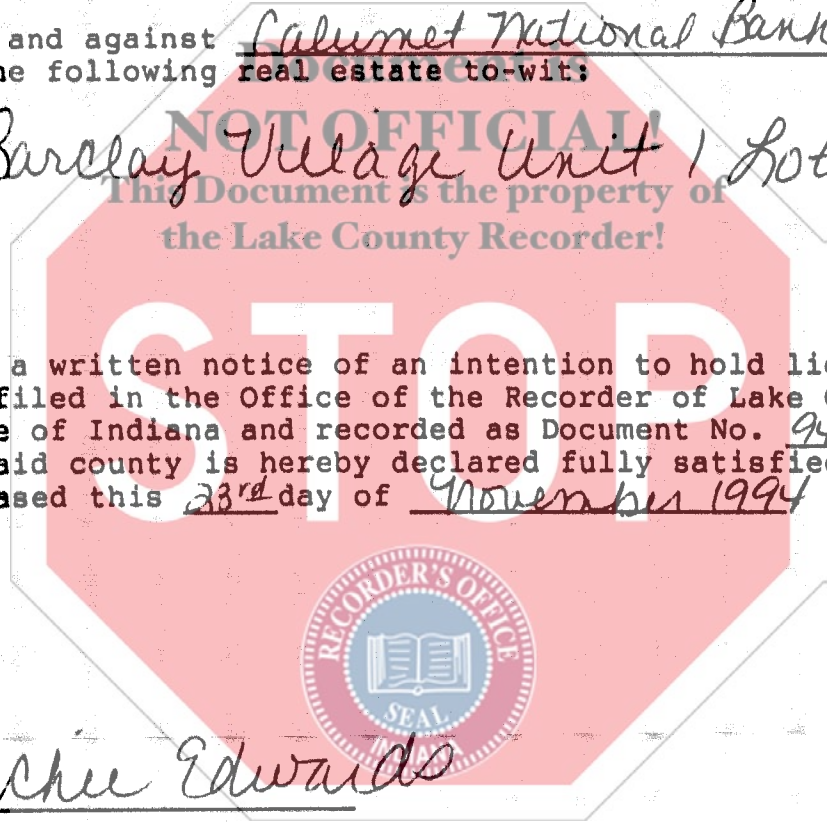 and against Calumet National Bank
e following real estate to-wit:
Document is
NOT OFFICIAL!
Barclay Village Unit 1 Lot
This Document is the property of
the Lake County Recorder!
STOP
a written notice of an intention to hold lie
filed in the Office of the Recorder of Lake
e of Indiana and recorded as Document No. 94
aid county is hereby declared fully satisfied
ased this 23rd day of November 1994
RECORDER'S OFFICE
SEAL
INDIANA
chie Edwards